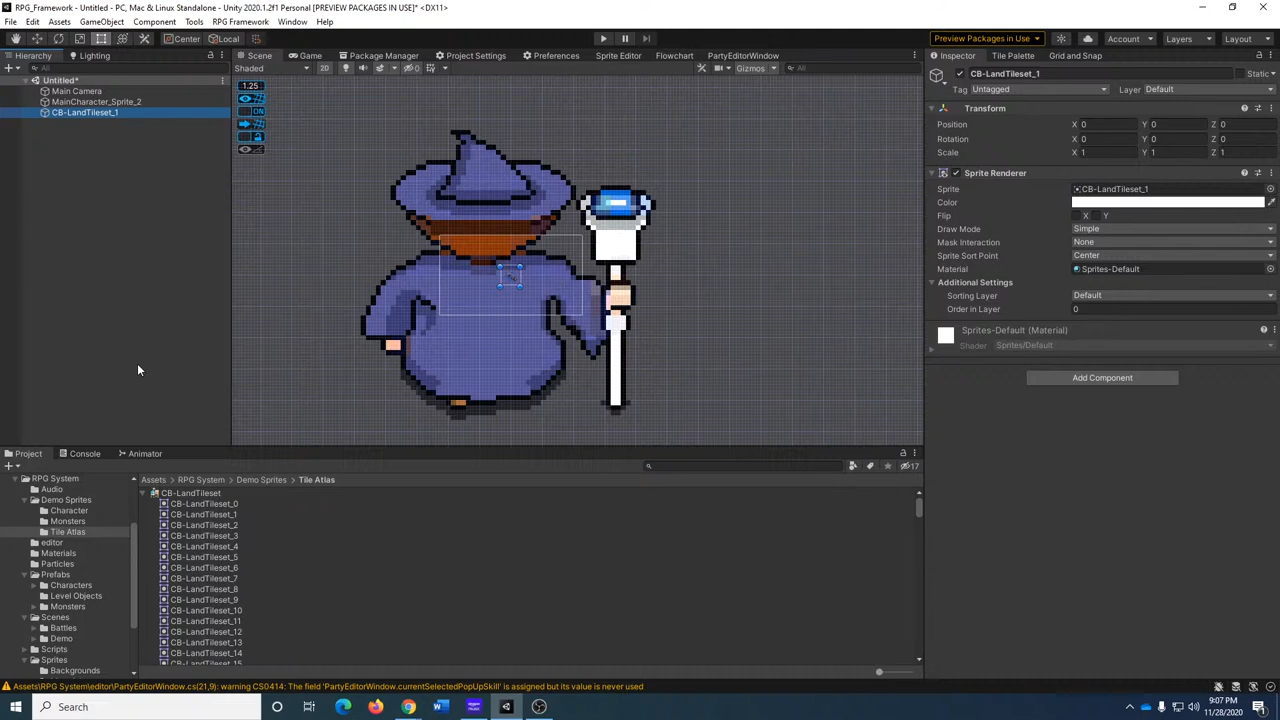 RPG_Framework - Untitled - PC, Mac & Linux Standalone - Unity 2020.1.2f1 Personal [PREVIEW PACKAGES IN USE]* <DX11>
File Edit Assets GameObject Component Tools RPG Framework Window Help
Center Local Preview Packages in Use Account Layers Layout
Hierarchy Lighting Scene Game Package Manager Project Settings Preferences Sprite Editor Flowchart PartyEditorWindow Inspector Tile Palette Grid and Snap
All Shaded 2D 0 Gizmos All
Untitled*
Main Camera
MainCharacter_Sprite_2
CB-LandTileset_1
1.25
ON
CB-LandTileset_1 Static
Tag Untagged Layer Default
Transform
Position X 0 Y 0 Z 0
Rotation X 0 Y 0 Z 0
Scale X 1 Y 1 Z 1
Sprite Renderer
Sprite CB-LandTileset_1
Color
Flip X Y
Draw Mode Simple
Mask Interaction None
Sprite Sort Point Center
Material Sprites-Default
Additional Settings
Sorting Layer Default
Order in Layer 0
Sprites-Default (Material)
Shader Sprites/Default
Add Component
Project Console Animator
17
RPG System
Audio
Demo Sprites
Character
Monsters
Tile Atlas
editor
Materials
Particles
Prefabs
Characters
Level Objects
Monsters
Scenes
Battles
Demo
Scripts
Sprites
Backgrounds
Assets > RPG System > Demo Sprites > Tile Atlas
CB-LandTileset
CB-LandTileset_0
CB-LandTileset_1
CB-LandTileset_2
CB-LandTileset_3
CB-LandTileset_4
CB-LandTileset_5
CB-LandTileset_6
CB-LandTileset_7
CB-LandTileset_8
CB-LandTileset_9
CB-LandTileset_10
CB-LandTileset_11
CB-LandTileset_12
CB-LandTileset_13
CB-LandTileset_14
CB-LandTileset_15
Assets\RPG System\editor\PartyEditorWindow.cs(21,9): warning CS0414: The field 'PartyEditorWindow.currentSelectedPopUpSkill' is assigned but its value is never used
Search
9:07 PM
11/28/2020